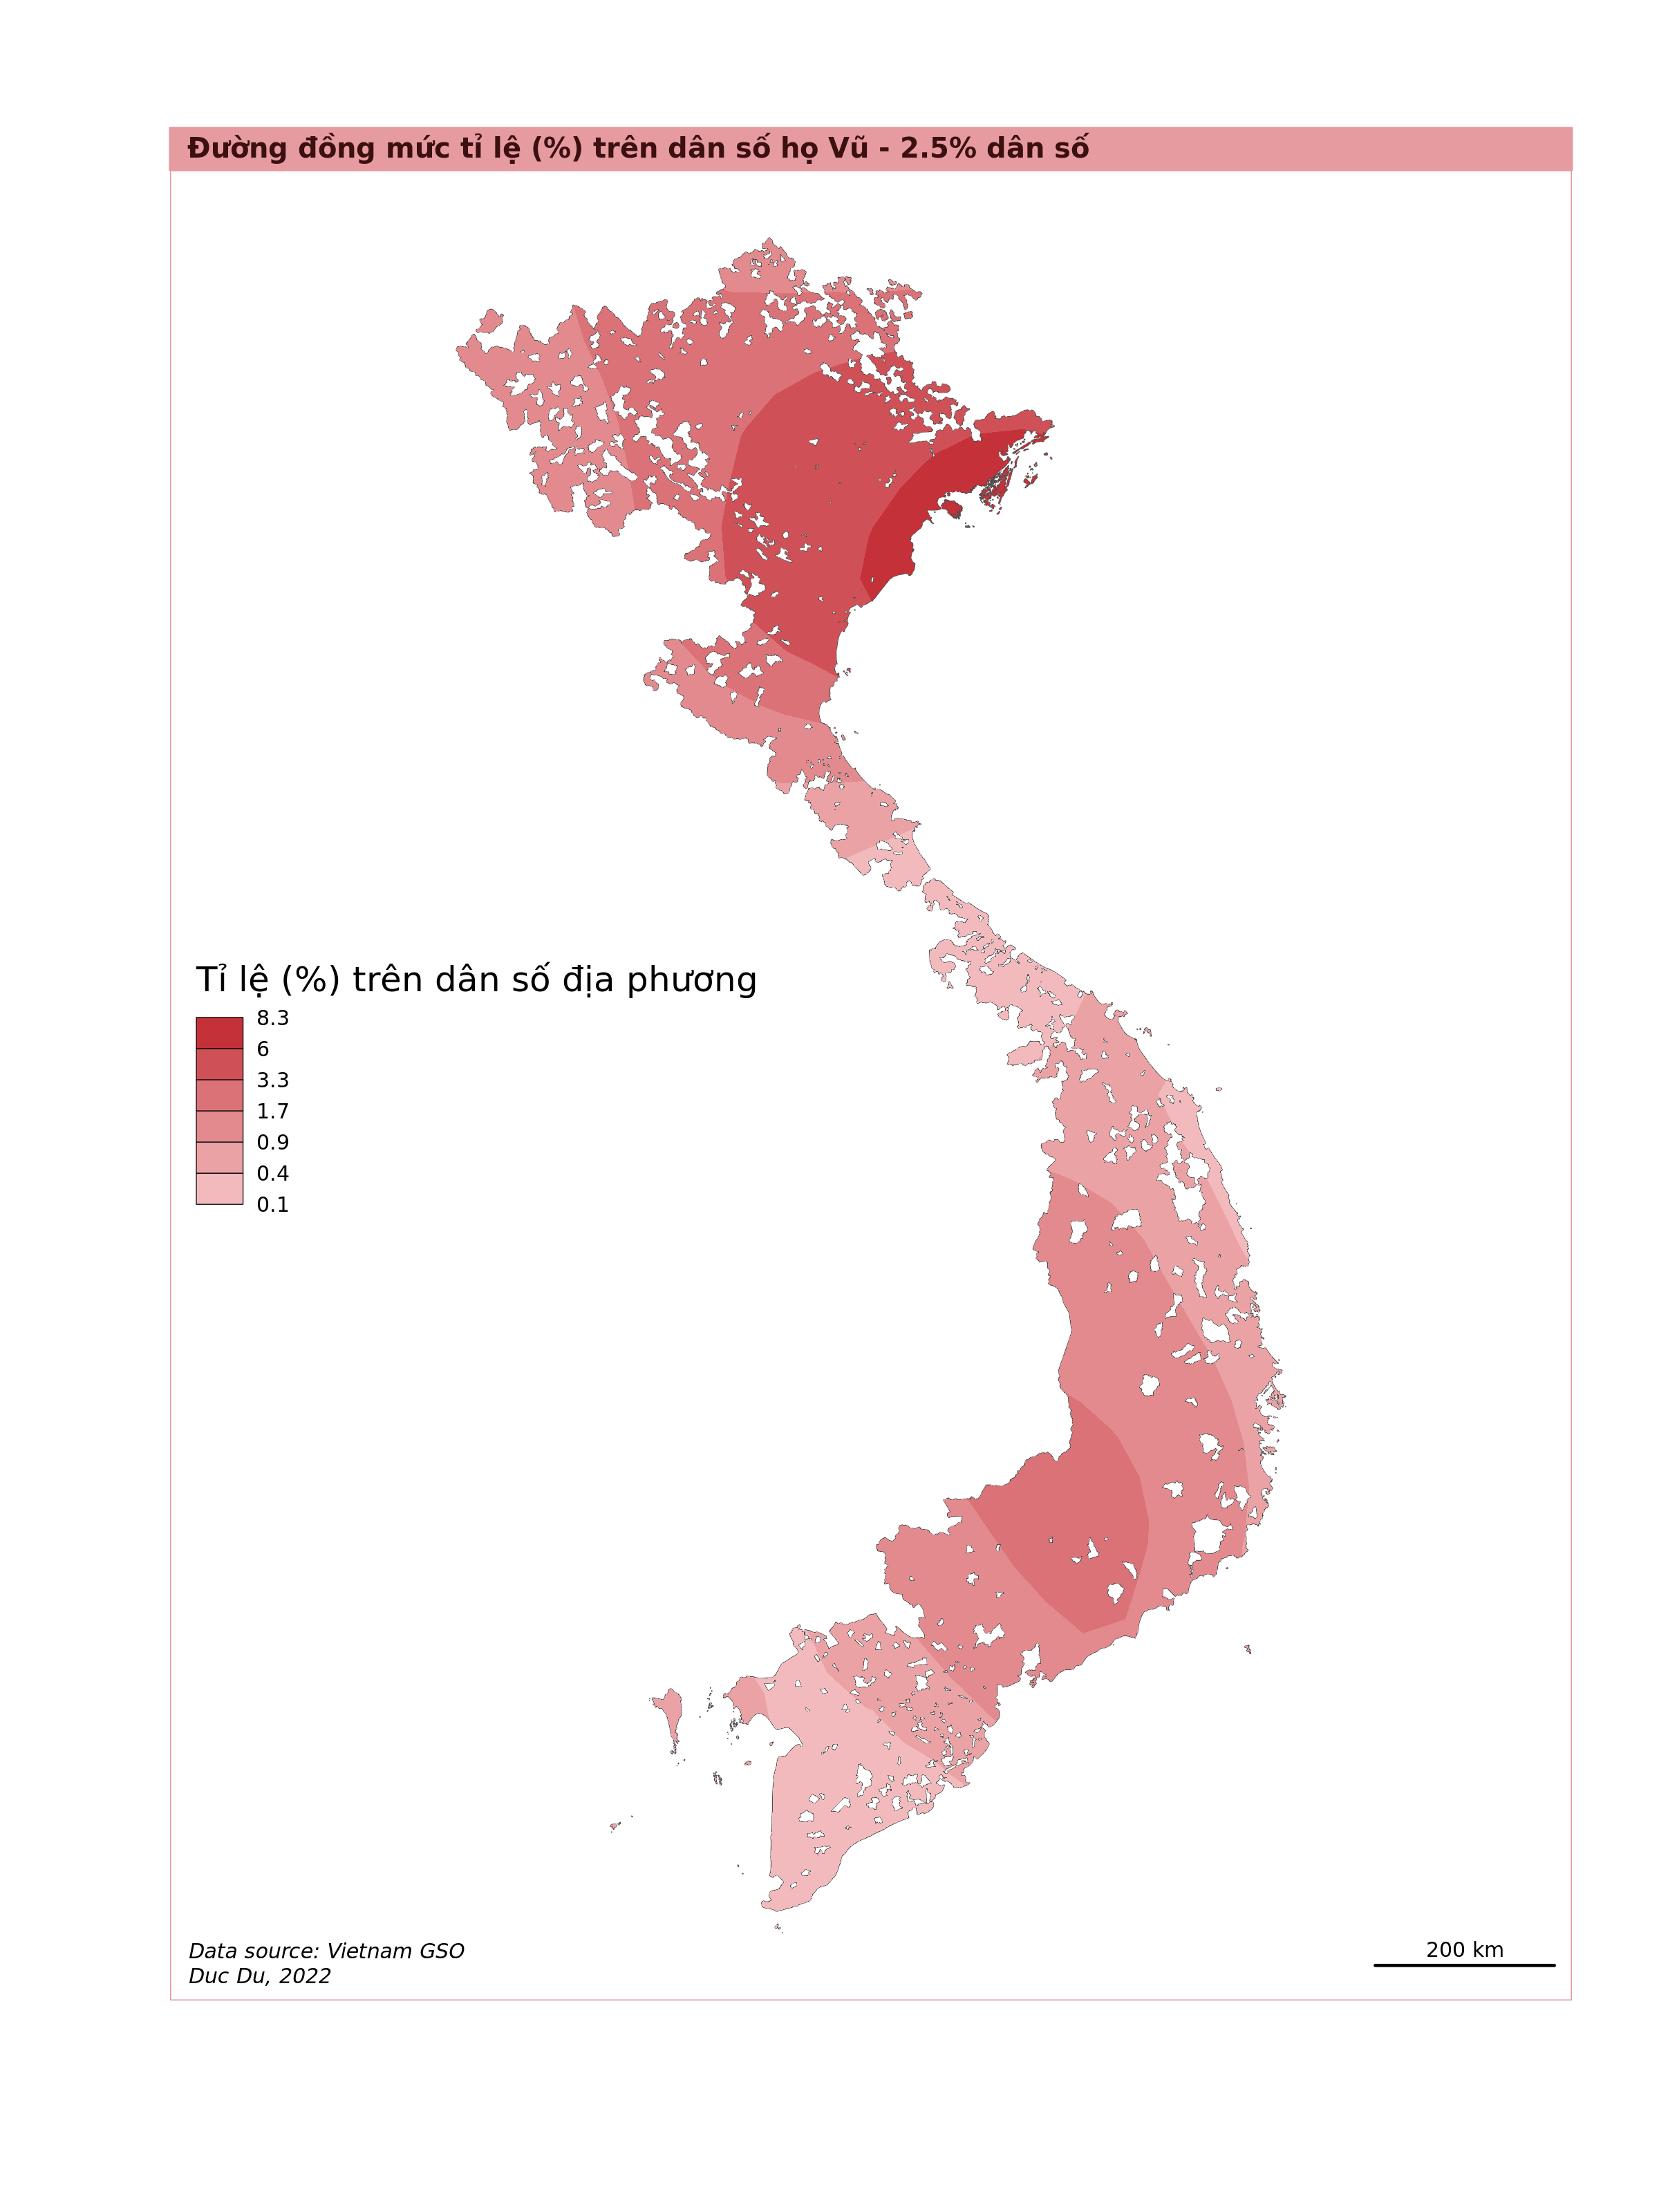 Đường đồng mức tỉ lệ (%) trên dân số họ Vũ - 2.5% dân số
Tỉ lệ (%) trên dân số địa phương
8.3
6
3.3
1.7
0.9
0.4
0.1
Data source: Vietnam GSO
Duc Du, 2022
200 km